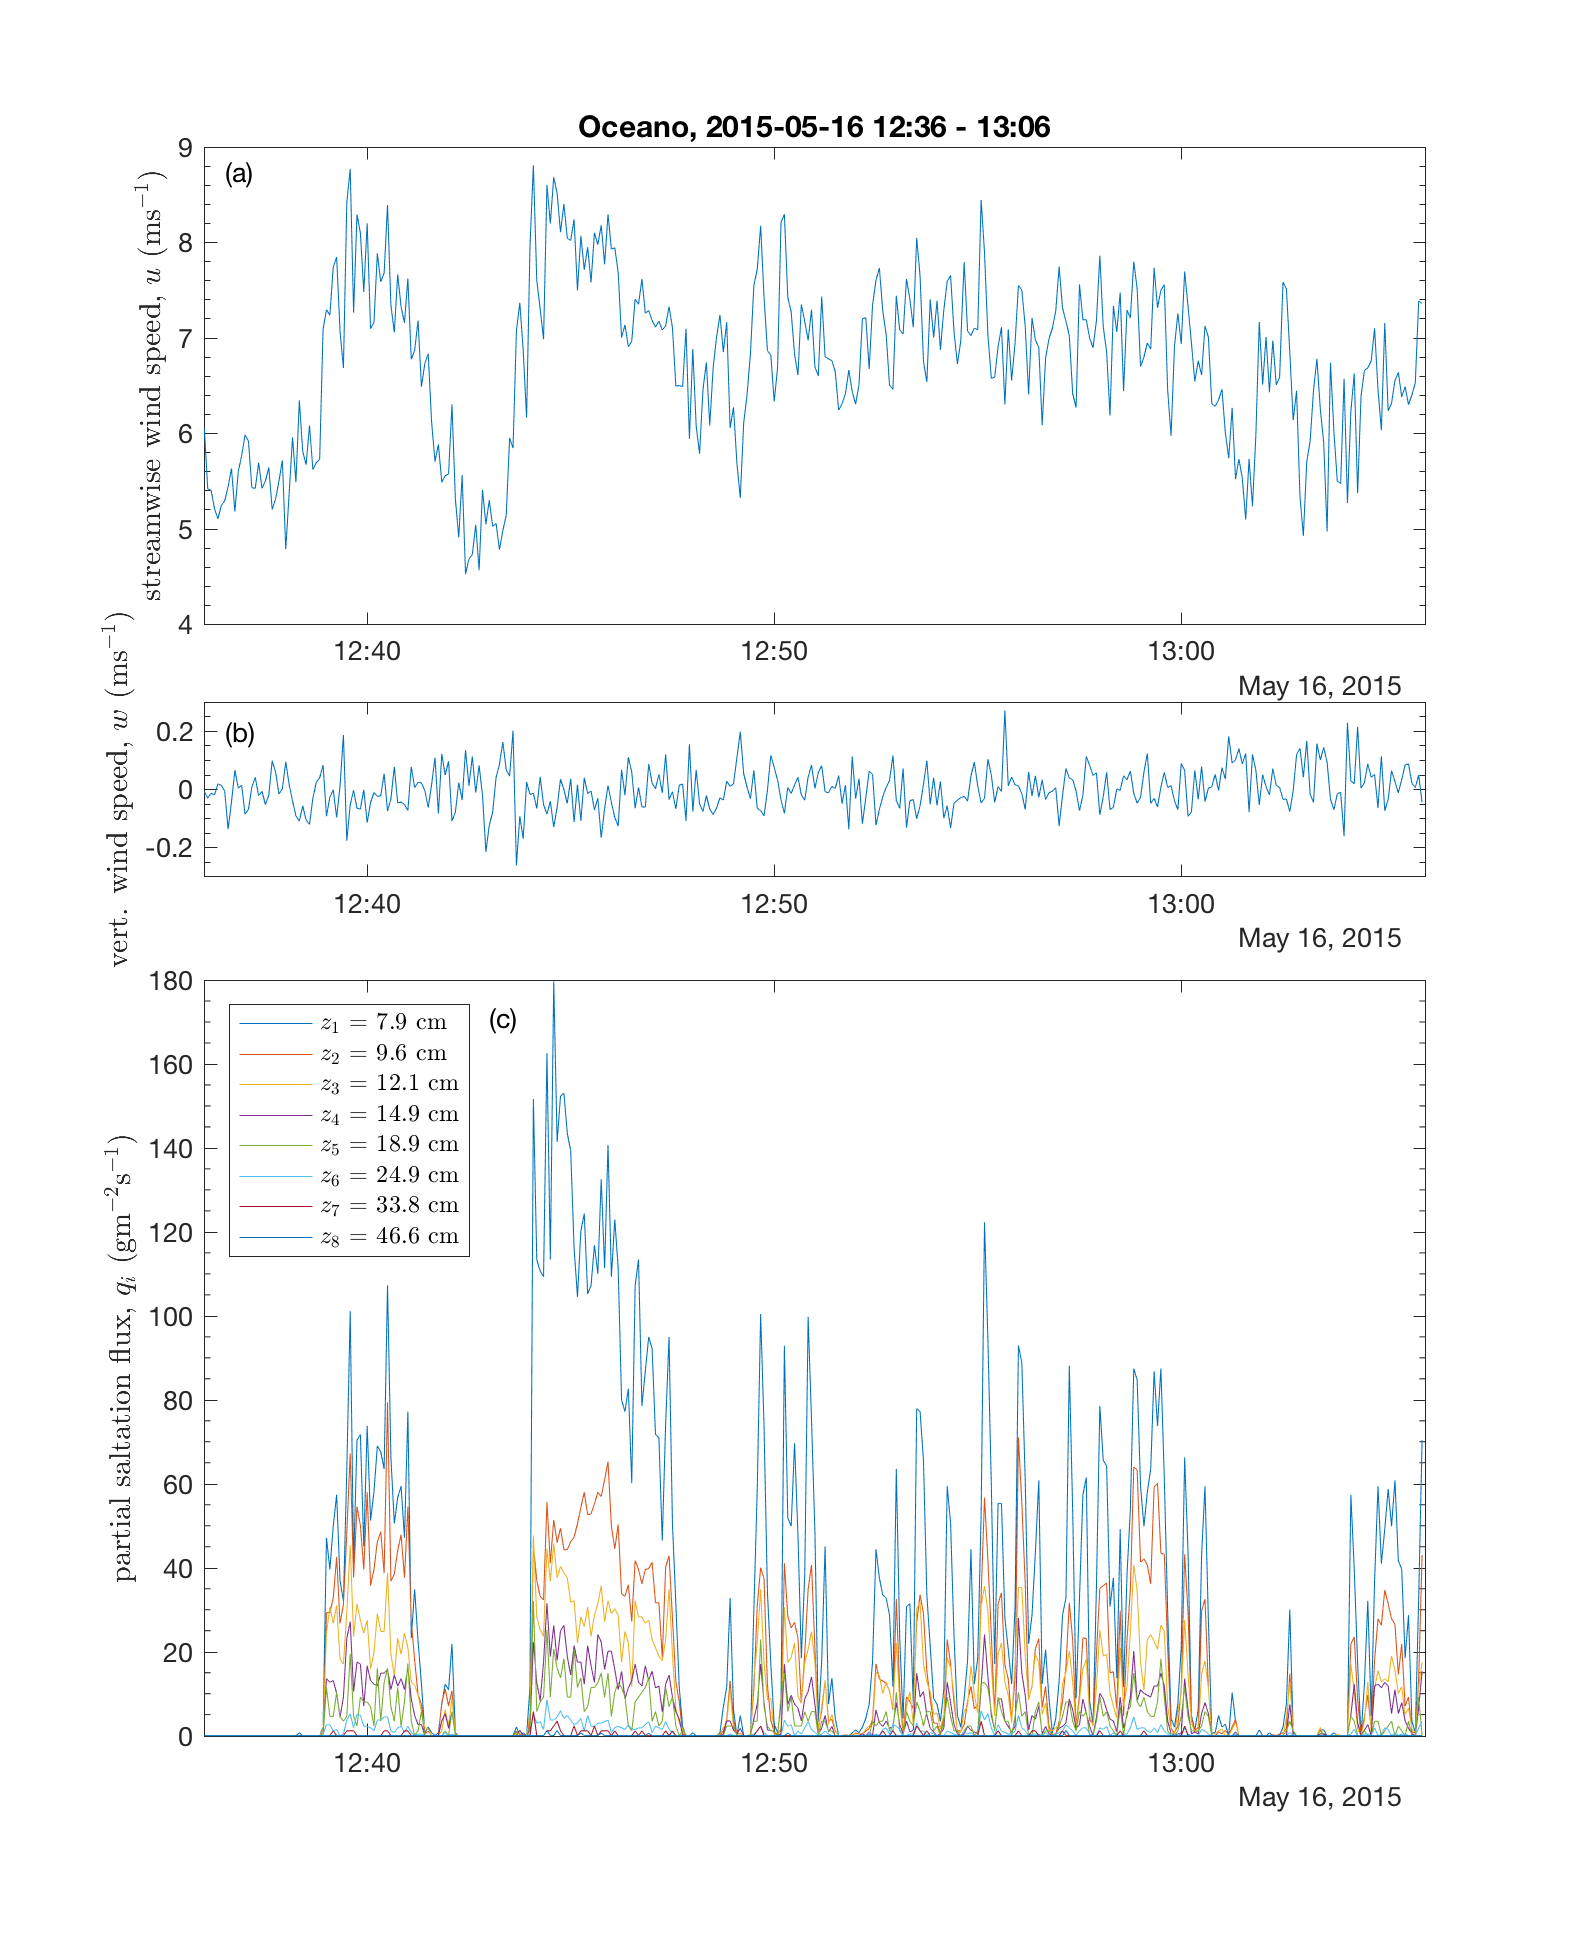 Oceano, 2015-05-16 12:36 - 13:06
(a)
streamwise wind speed, u (ms⁻¹)
9
8
7
6
5
4
12:40 12:50 13:00
May 16, 2015
(b)
vert. wind speed, w (ms⁻¹)
0.2
0
-0.2
12:40 12:50 13:00
May 16, 2015
(c)
partial saltation flux, qᵢ (gm⁻²s⁻¹)
180
160
140
120
100
80
60
40
20
0
z₁ = 7.9 cm
z₂ = 9.6 cm
z₃ = 12.1 cm
z₄ = 14.9 cm
z₅ = 18.9 cm
z₆ = 24.9 cm
z₇ = 33.8 cm
z₈ = 46.6 cm
12:40 12:50 13:00
May 16, 2015